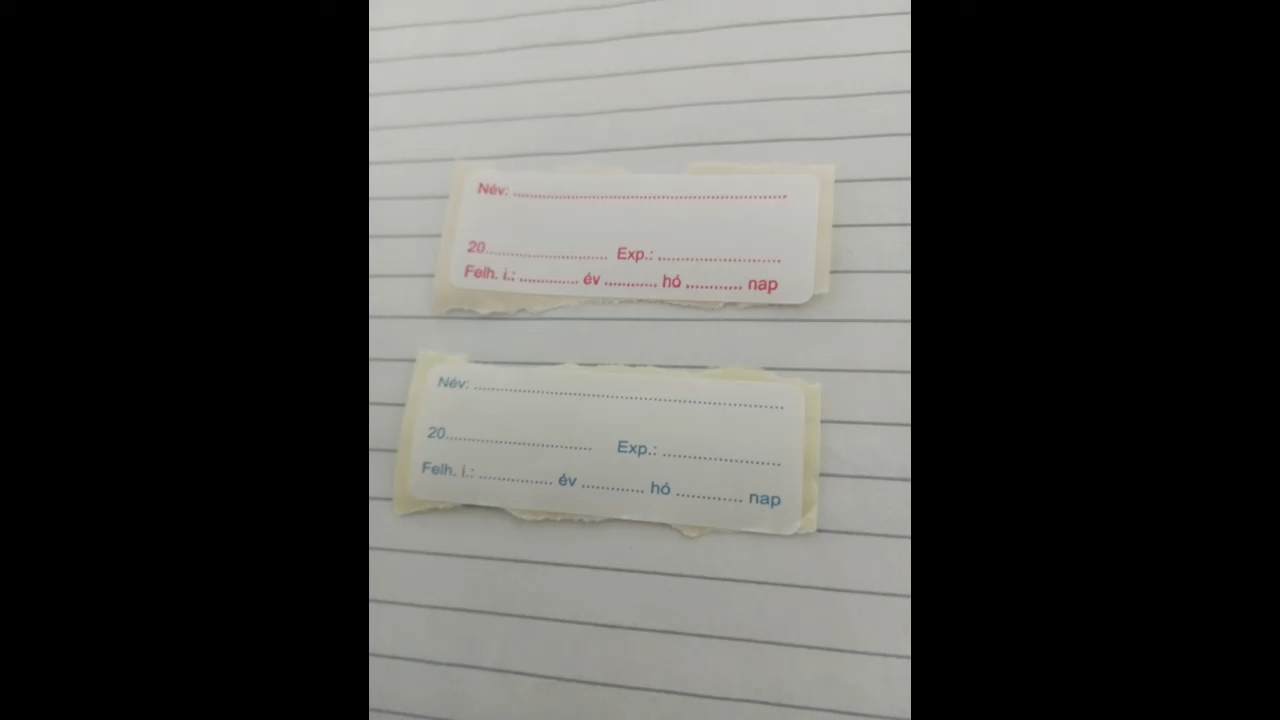 Név: ........................................................................
20............................... Exp.: ...............................
Felh. i.: .............. év ............. hó ............. nap
Név: ........................................................................
20.................................... Exp.: .............................
Felh. i.: .................. év ............... hó ................ nap